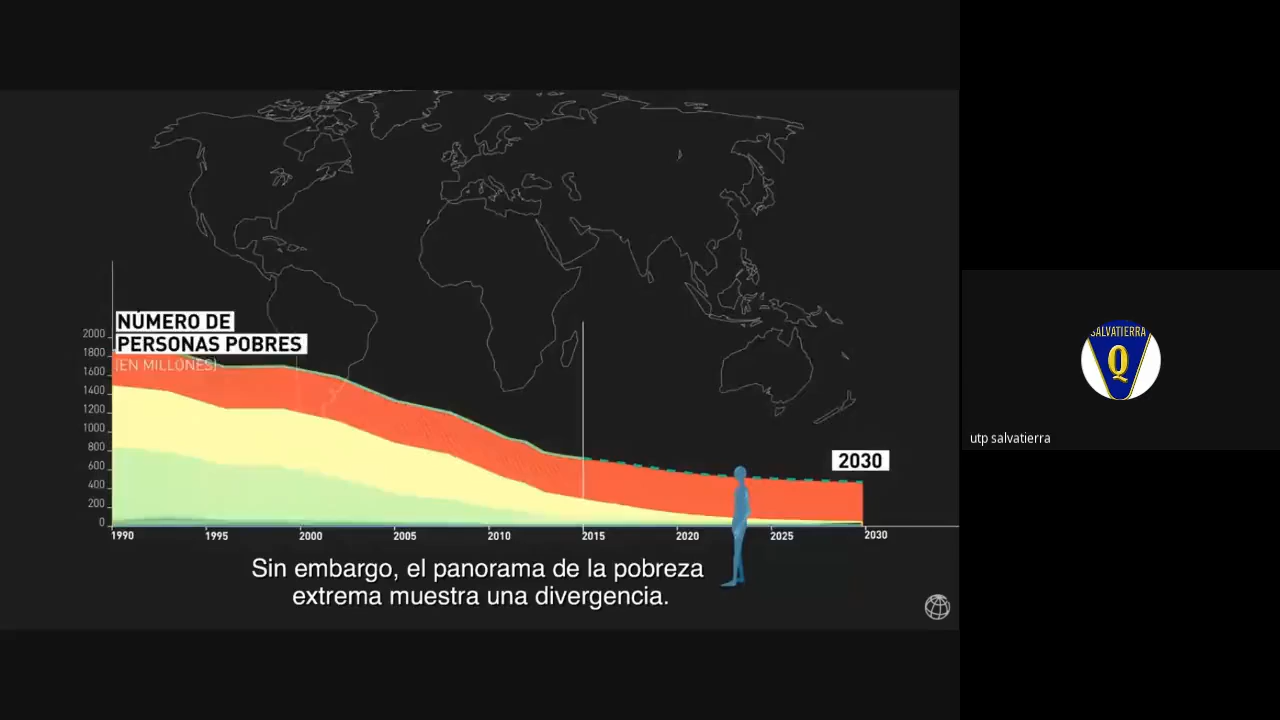 NÚMERO DE
PERSONAS POBRES
[EN MILLONES]
2000
1800
1600
1400
1200
1000
800
600
400
200
0
1990
1995
2000
2005
2010
2015
2020
2025
2030
2030
Sin embargo, el panorama de la pobreza
extrema muestra una divergencia.
SALVATIERRA
Q
utp salvatierra